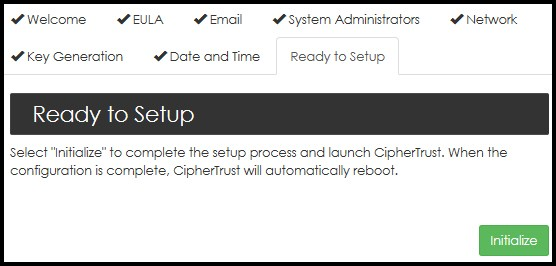 Welcome EULA Email System Administrators Network
Key Generation Date and Time Ready to Setup
Ready to Setup
Select "Initialize" to complete the setup process and launch CipherTrust. When the
configuration is complete, CipherTrust will automatically reboot.
Initialize